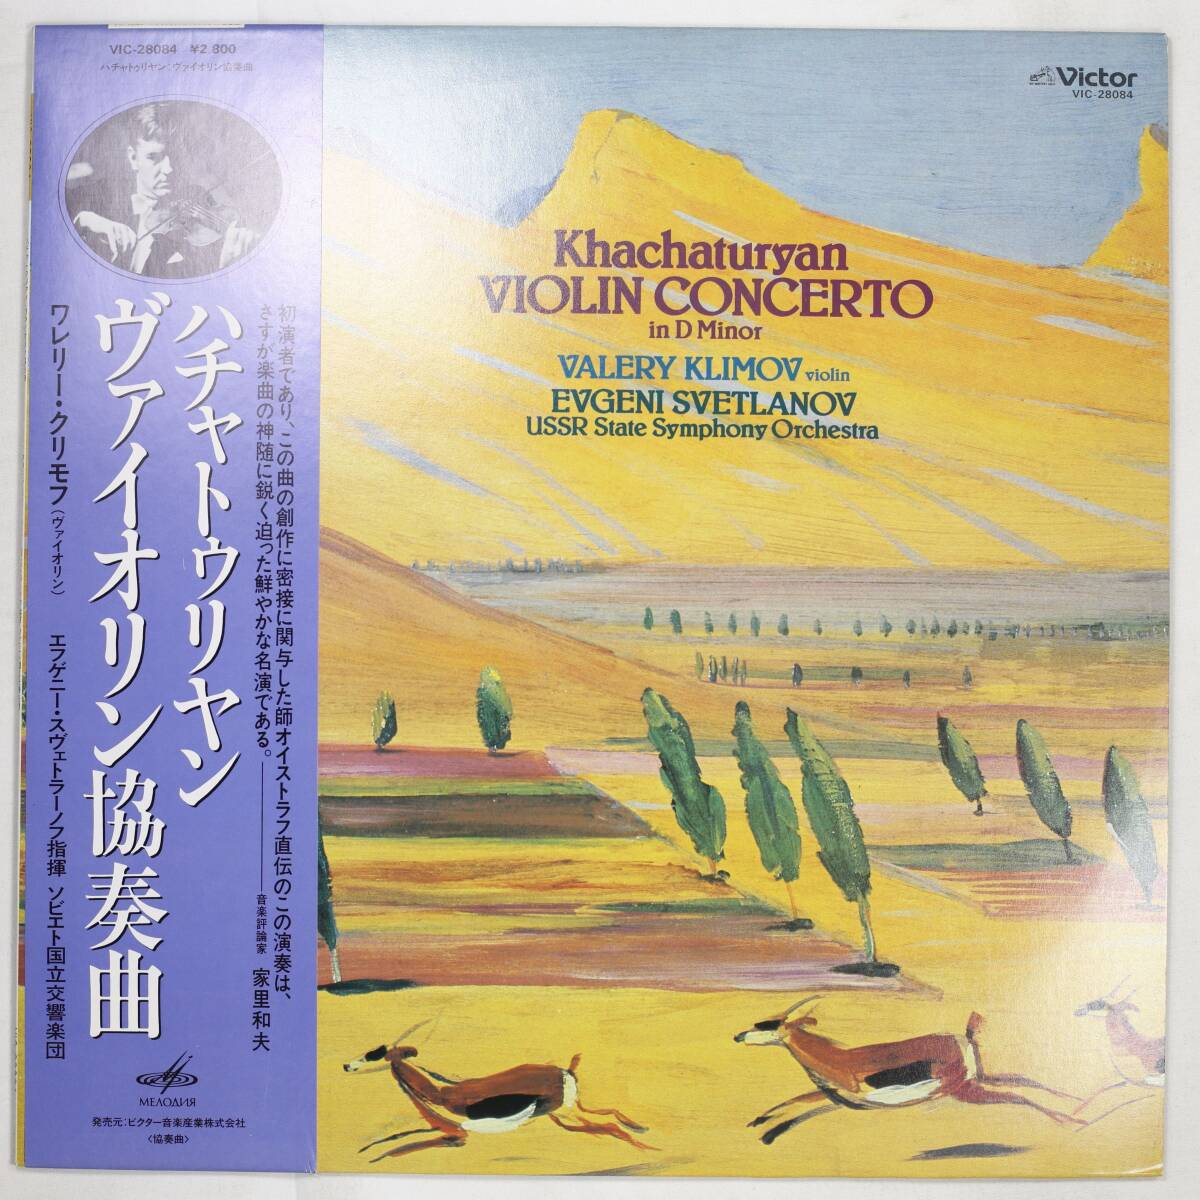 VIC-28084 ¥2,800
ハチャトゥリヤン：ヴァイオリン協奏曲
初演者であり、この曲の創作に密接に関与した師オイストラフ直伝のこの演奏は、
さすが楽曲の神随に鋭く迫った鮮やかな名演である。――音楽評論家 家里和夫
ハチャトゥリヤン
ヴァイオリン協奏曲
ワレリー・クリモフ（ヴァイオリン） エフゲニー・スヴェトラーノフ指揮 ソビエト国立交響楽団
МЕЛОДИЯ
発売元：ビクター音楽産業株式会社
〈協奏曲〉
Victor
VIC-28084
Khachaturyan
VIOLIN CONCERTO
in D Minor
VALERY KLIMOV violin
EVGENI SVETLANOV
USSR State Symphony Orchestra